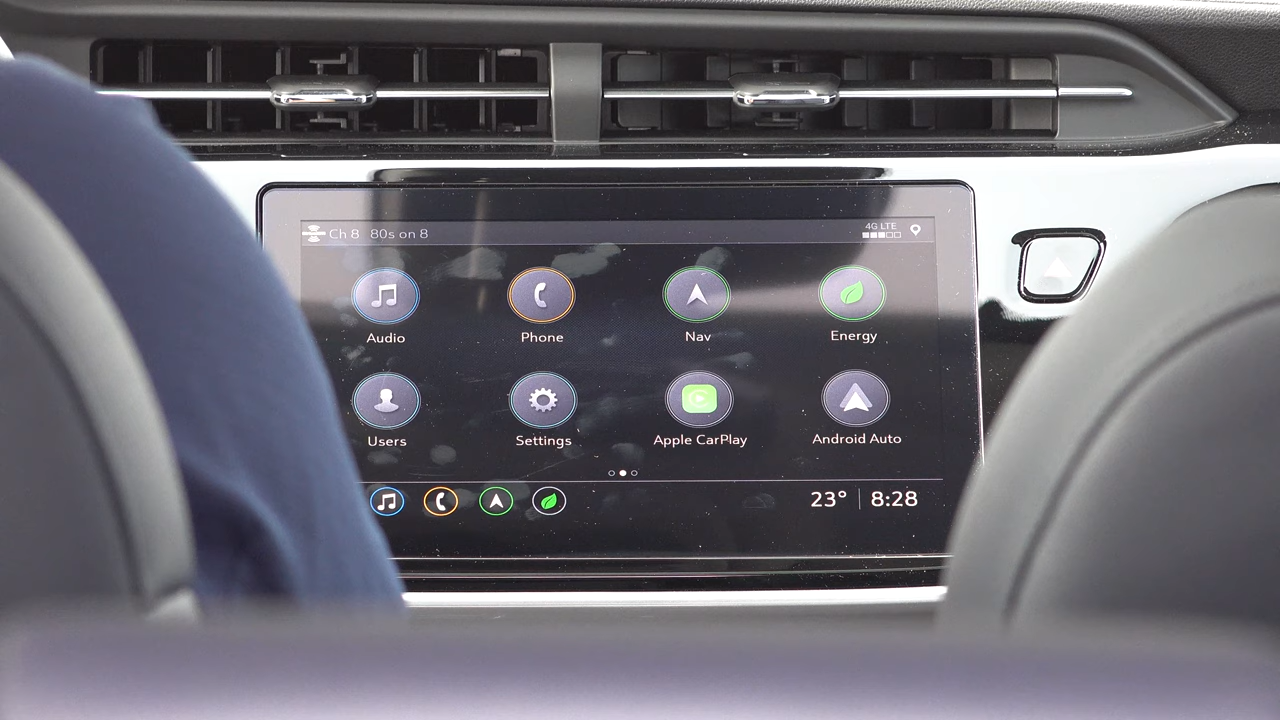 Ch 8 80s on 8
4G LTE
Audio Phone Nav Energy
Users Settings Apple CarPlay Android Auto
23° 8:28